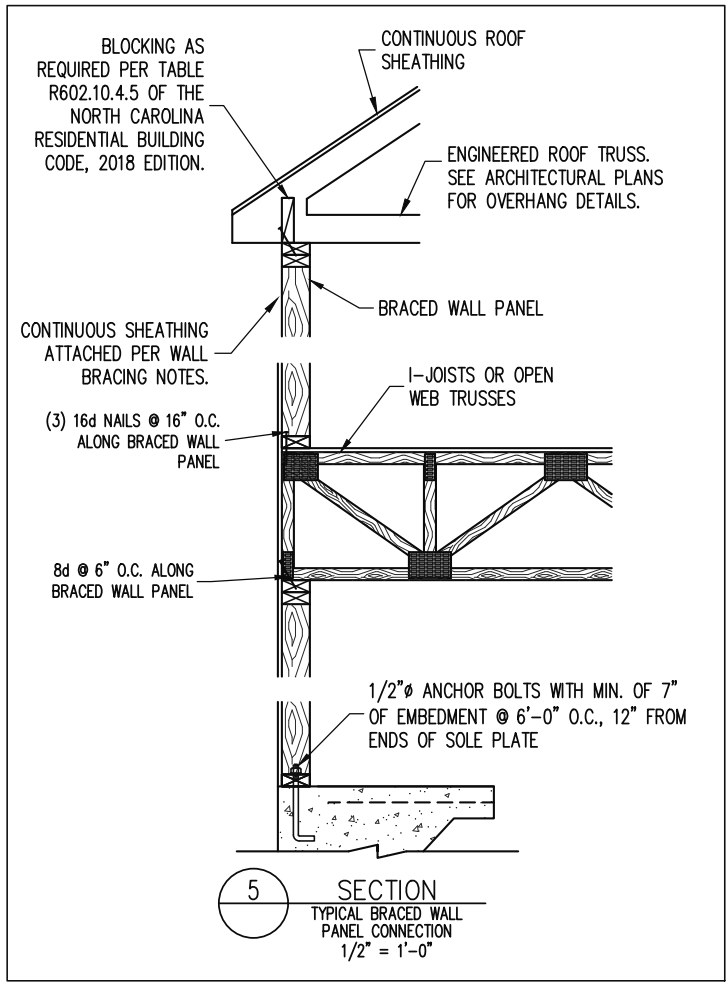 BLOCKING AS
REQUIRED PER TABLE
R602.10.4.5 OF THE
NORTH CAROLINA
RESIDENTIAL BUILDING
CODE, 2018 EDITION.
CONTINUOUS ROOF
SHEATHING
ENGINEERED ROOF TRUSS.
SEE ARCHITECTURAL PLANS
FOR OVERHANG DETAILS.
BRACED WALL PANEL
CONTINUOUS SHEATHING
ATTACHED PER WALL
BRACING NOTES.
I-JOISTS OR OPEN
WEB TRUSSES
(3) 16d NAILS @ 16" O.C.
ALONG BRACED WALL
PANEL
8d @ 6" O.C. ALONG
BRACED WALL PANEL
1/2"ø ANCHOR BOLTS WITH MIN. OF 7"
OF EMBEDMENT @ 6'-0" O.C., 12" FROM
ENDS OF SOLE PLATE
5
SECTION
TYPICAL BRACED WALL
PANEL CONNECTION
1/2" = 1'-0"